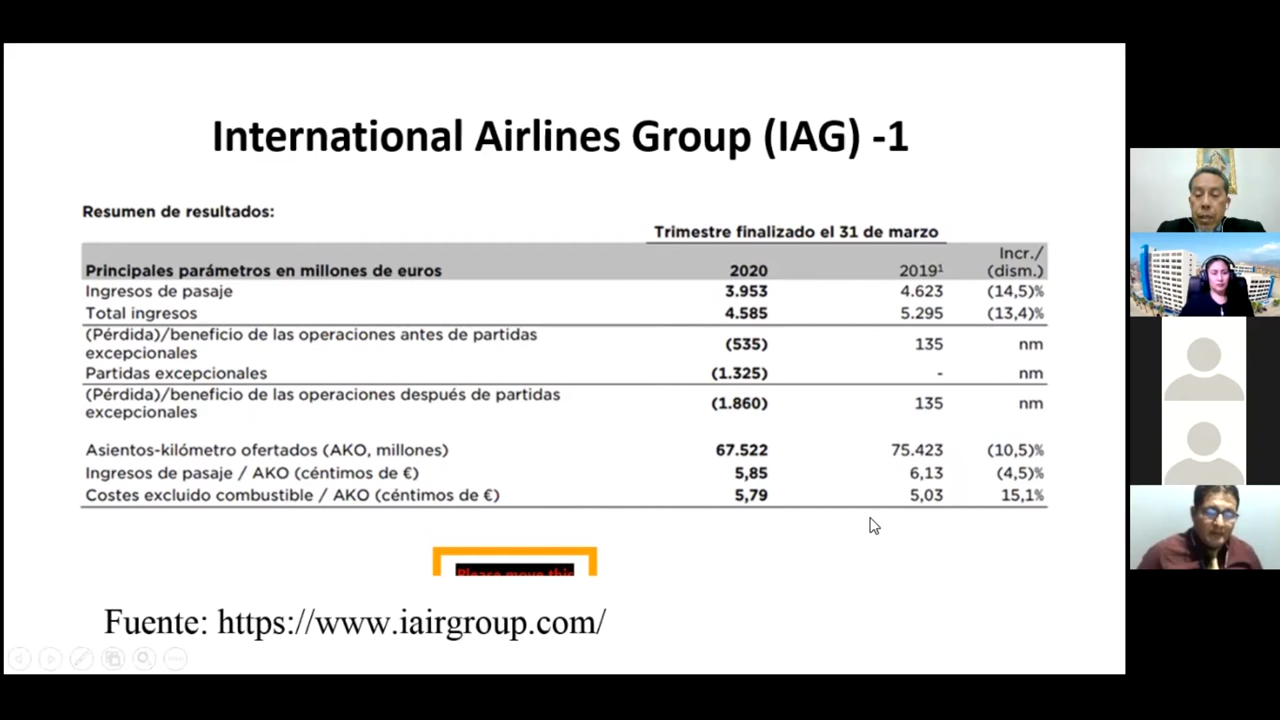 International Airlines Group (IAG) -1
Resumen de resultados:
Trimestre finalizado el 31 de marzo
Incr./
Principales parámetros en millones de euros 2020 2019¹ (dism.)
Ingresos de pasaje 3.953 4.623 (14,5)%
Total ingresos 4.585 5.295 (13,4)%
(Pérdida)/beneficio de las operaciones antes de partidas
excepcionales (535) 135 nm
Partidas excepcionales (1.325) - nm
(Pérdida)/beneficio de las operaciones después de partidas
excepcionales (1.860) 135 nm
Asientos-kilómetro ofertados (AKO, millones) 67.522 75.423 (10,5)%
Ingresos de pasaje / AKO (céntimos de €) 5,85 6,13 (4,5)%
Costes excluido combustible / AKO (céntimos de €) 5,79 5,03 15,1%
Please move this
Fuente: https://www.iairgroup.com/